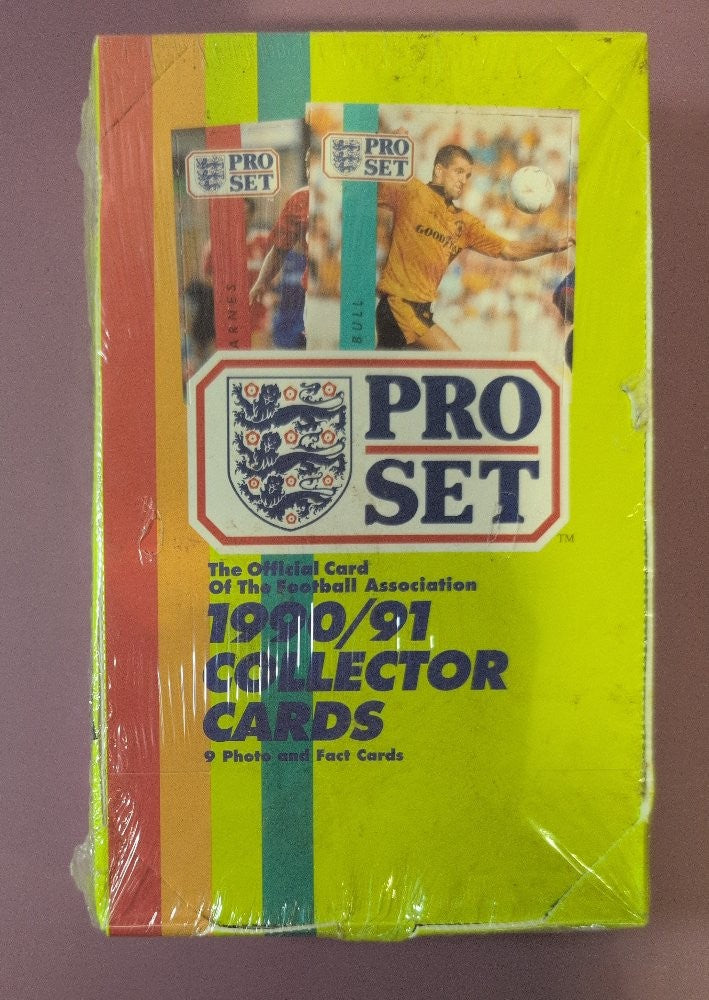 PRO
SET
ARNES
PRO
SET
BULL
GOODYEAR
PRO
SET
TM
The Official Card
Of The Football Association
1990/91
COLLECTOR
CARDS
9 Photo and Fact Cards